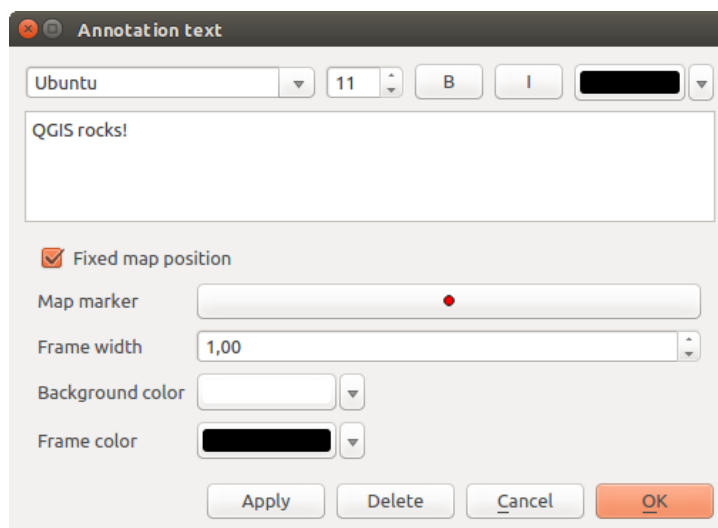 Annotation text
Ubuntu 11 B I
QGIS rocks!
Fixed map position
Map marker
Frame width 1,00
Background color
Frame color
Apply Delete Cancel OK